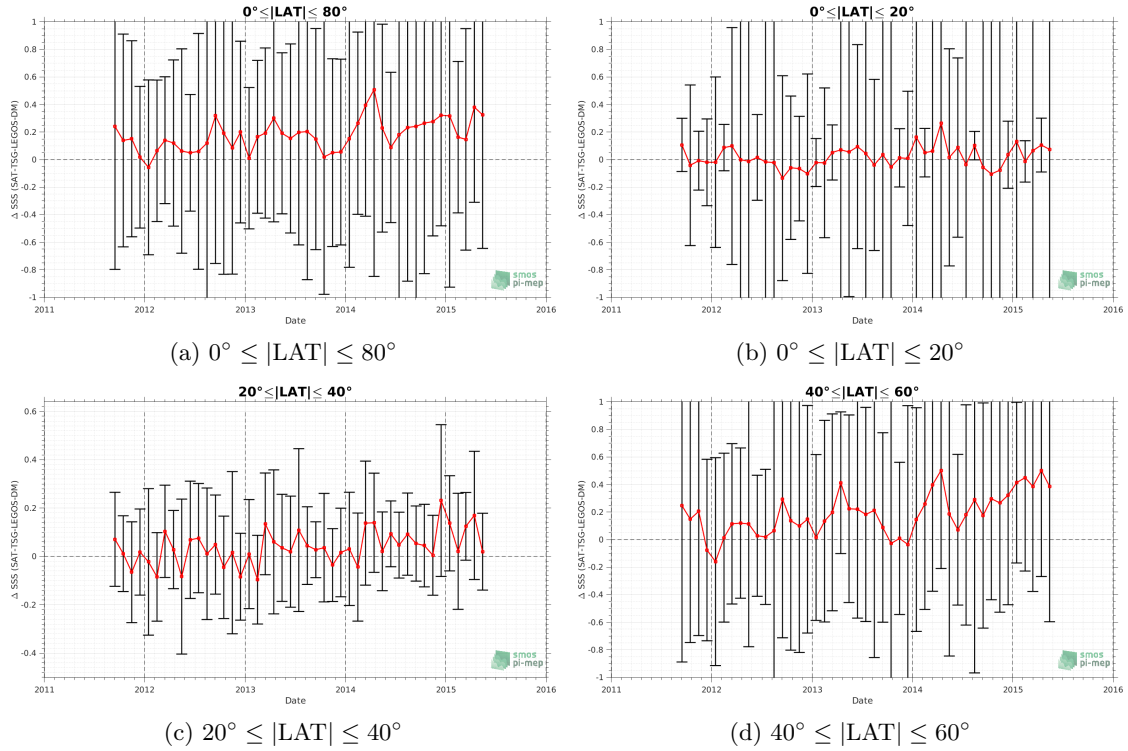 0°≤|LAT|≤ 80°
Δ SSS (SAT-TSG-LEGOS-DM)
1
0.8
0.6
0.4
0.2
0
-0.2
-0.4
-0.6
-0.8
-1
2011 2012 2013 2014 2015 2016
Date
smos
pi-mep
(a) 0° ≤ |LAT| ≤ 80°
0°≤|LAT|≤ 20°
Δ SSS (SAT-TSG-LEGOS-DM)
1
0.8
0.6
0.4
0.2
0
-0.2
-0.4
-0.6
-0.8
-1
2011 2012 2013 2014 2015 2016
Date
smos
pi-mep
(b) 0° ≤ |LAT| ≤ 20°
20°≤|LAT|≤ 40°
Δ SSS (SAT-TSG-LEGOS-DM)
0.6
0.4
0.2
0
-0.2
-0.4
2011 2012 2013 2014 2015 2016
Date
smos
pi-mep
(c) 20° ≤ |LAT| ≤ 40°
40°≤|LAT|≤ 60°
Δ SSS (SAT-TSG-LEGOS-DM)
1
0.8
0.6
0.4
0.2
0
-0.2
-0.4
-0.6
-0.8
-1
2011 2012 2013 2014 2015 2016
Date
smos
pi-mep
(d) 40° ≤ |LAT| ≤ 60°